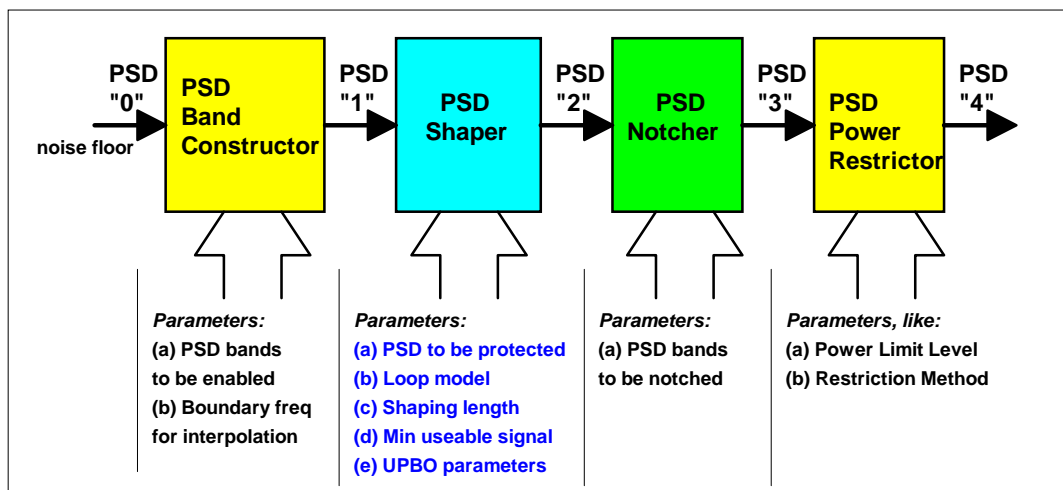 PSD
"0"
noise floor
PSD
Band
Constructor
PSD
"1"
PSD
Shaper
PSD
"2"
PSD
Notcher
PSD
"3"
PSD
Power
Restrictor
PSD
"4"
Parameters:
(a) PSD bands
to be enabled
(b) Boundary freq
for interpolation
Parameters:
(a) PSD to be protected
(b) Loop model
(c) Shaping length
(d) Min useable signal
(e) UPBO parameters
Parameters:
(a) PSD bands
to be notched
Parameters, like:
(a) Power Limit Level
(b) Restriction Method